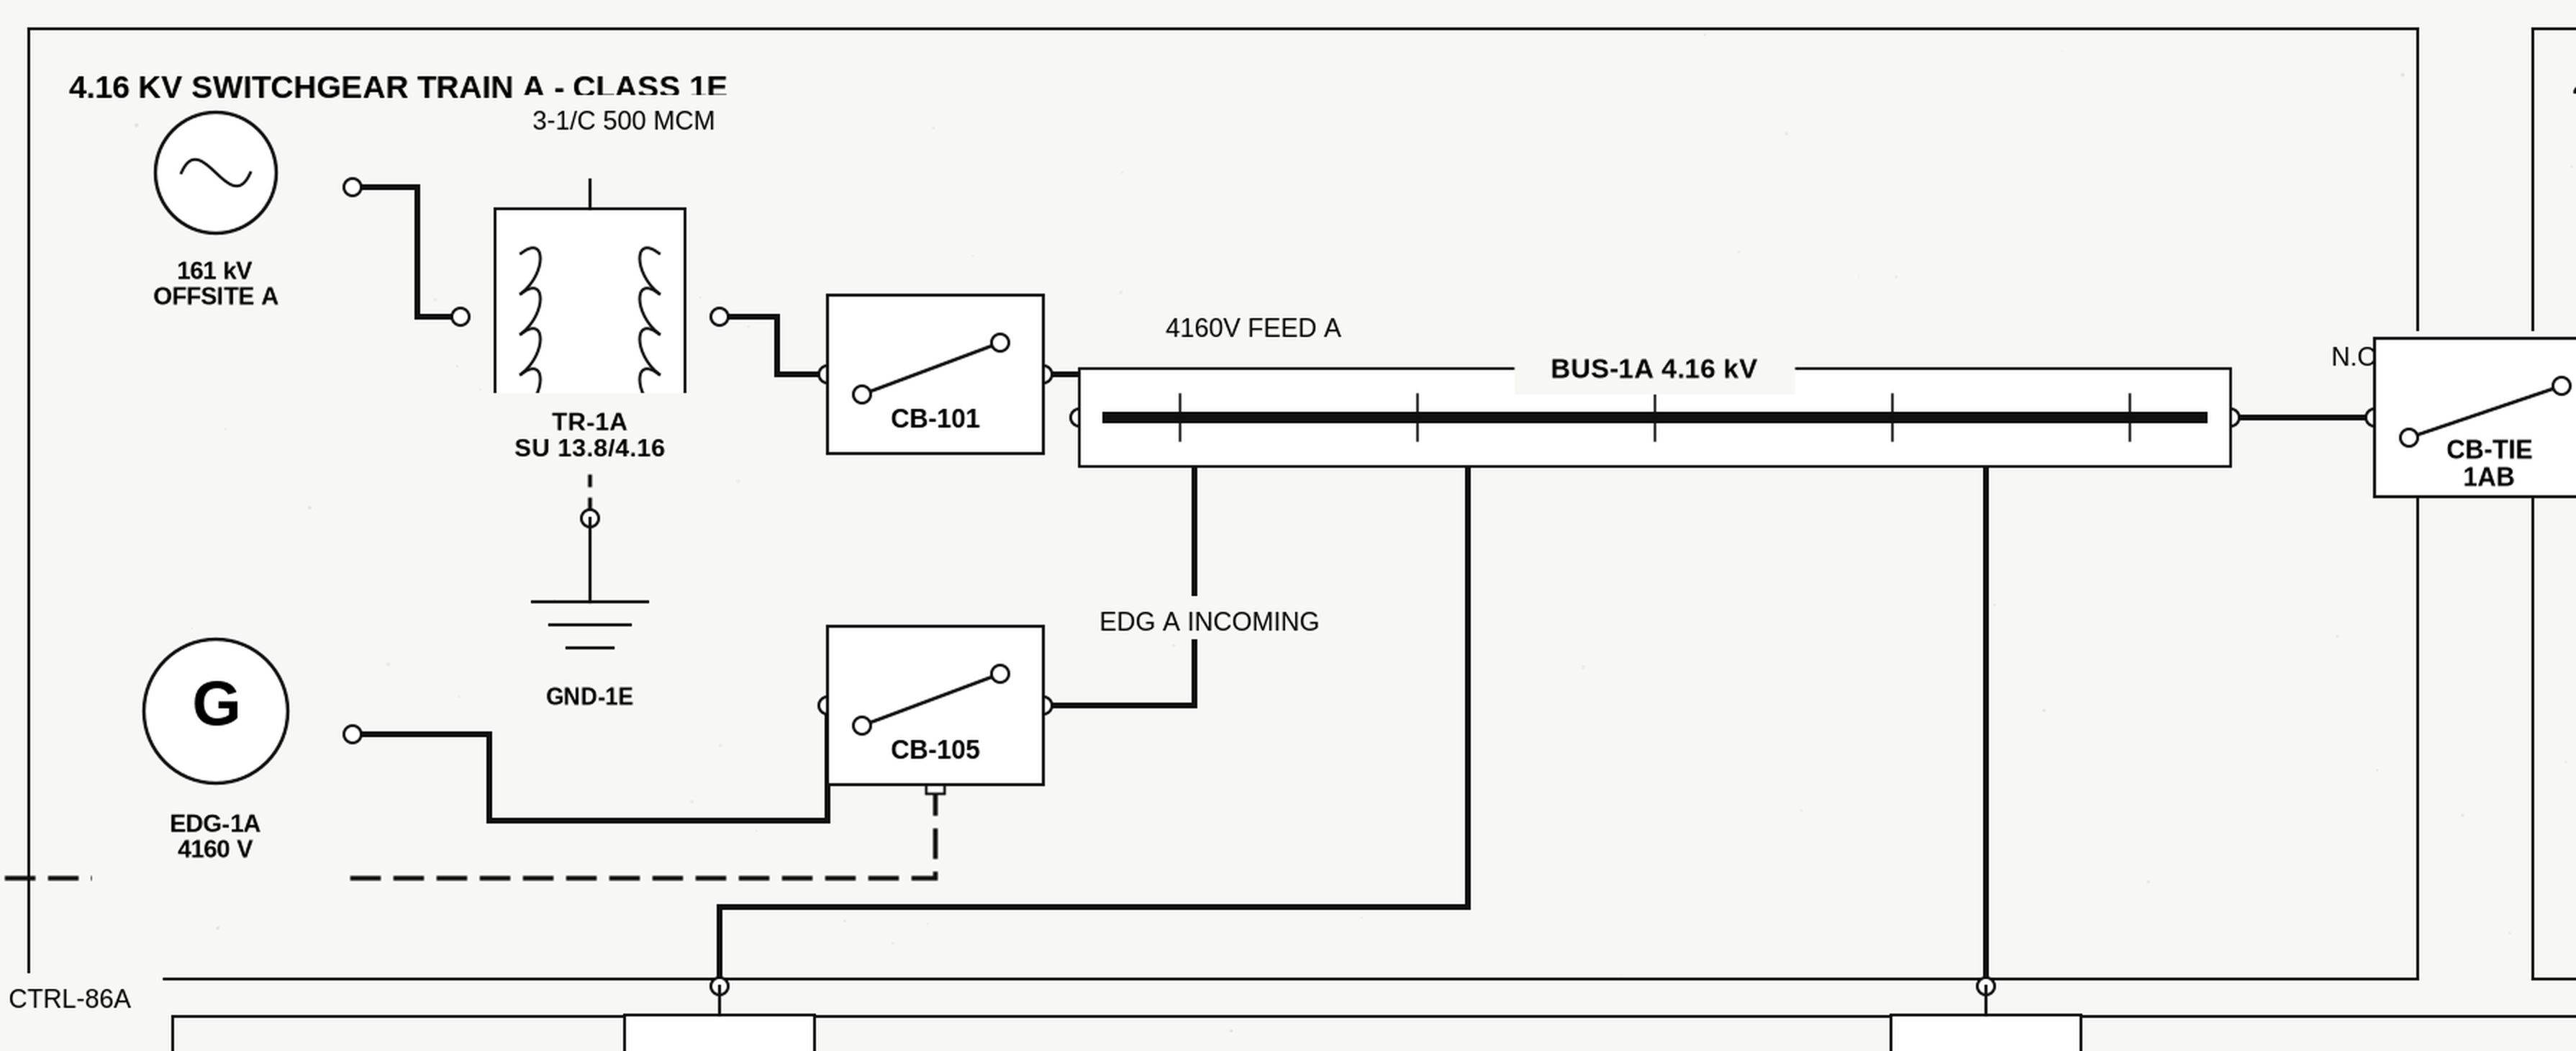 4.16 KV SWITCHGEAR TRAIN A - CLASS 1E
3-1/C 500 MCM
161 kV
OFFSITE A
4160V FEED A
BUS-1A 4.16 kV
N.O
CB-101
TR-1A
SU 13.8/4.16
CB-TIE
1AB
EDG A INCOMING
G
GND-1E
CB-105
EDG-1A
4160 V
CTRL-86A